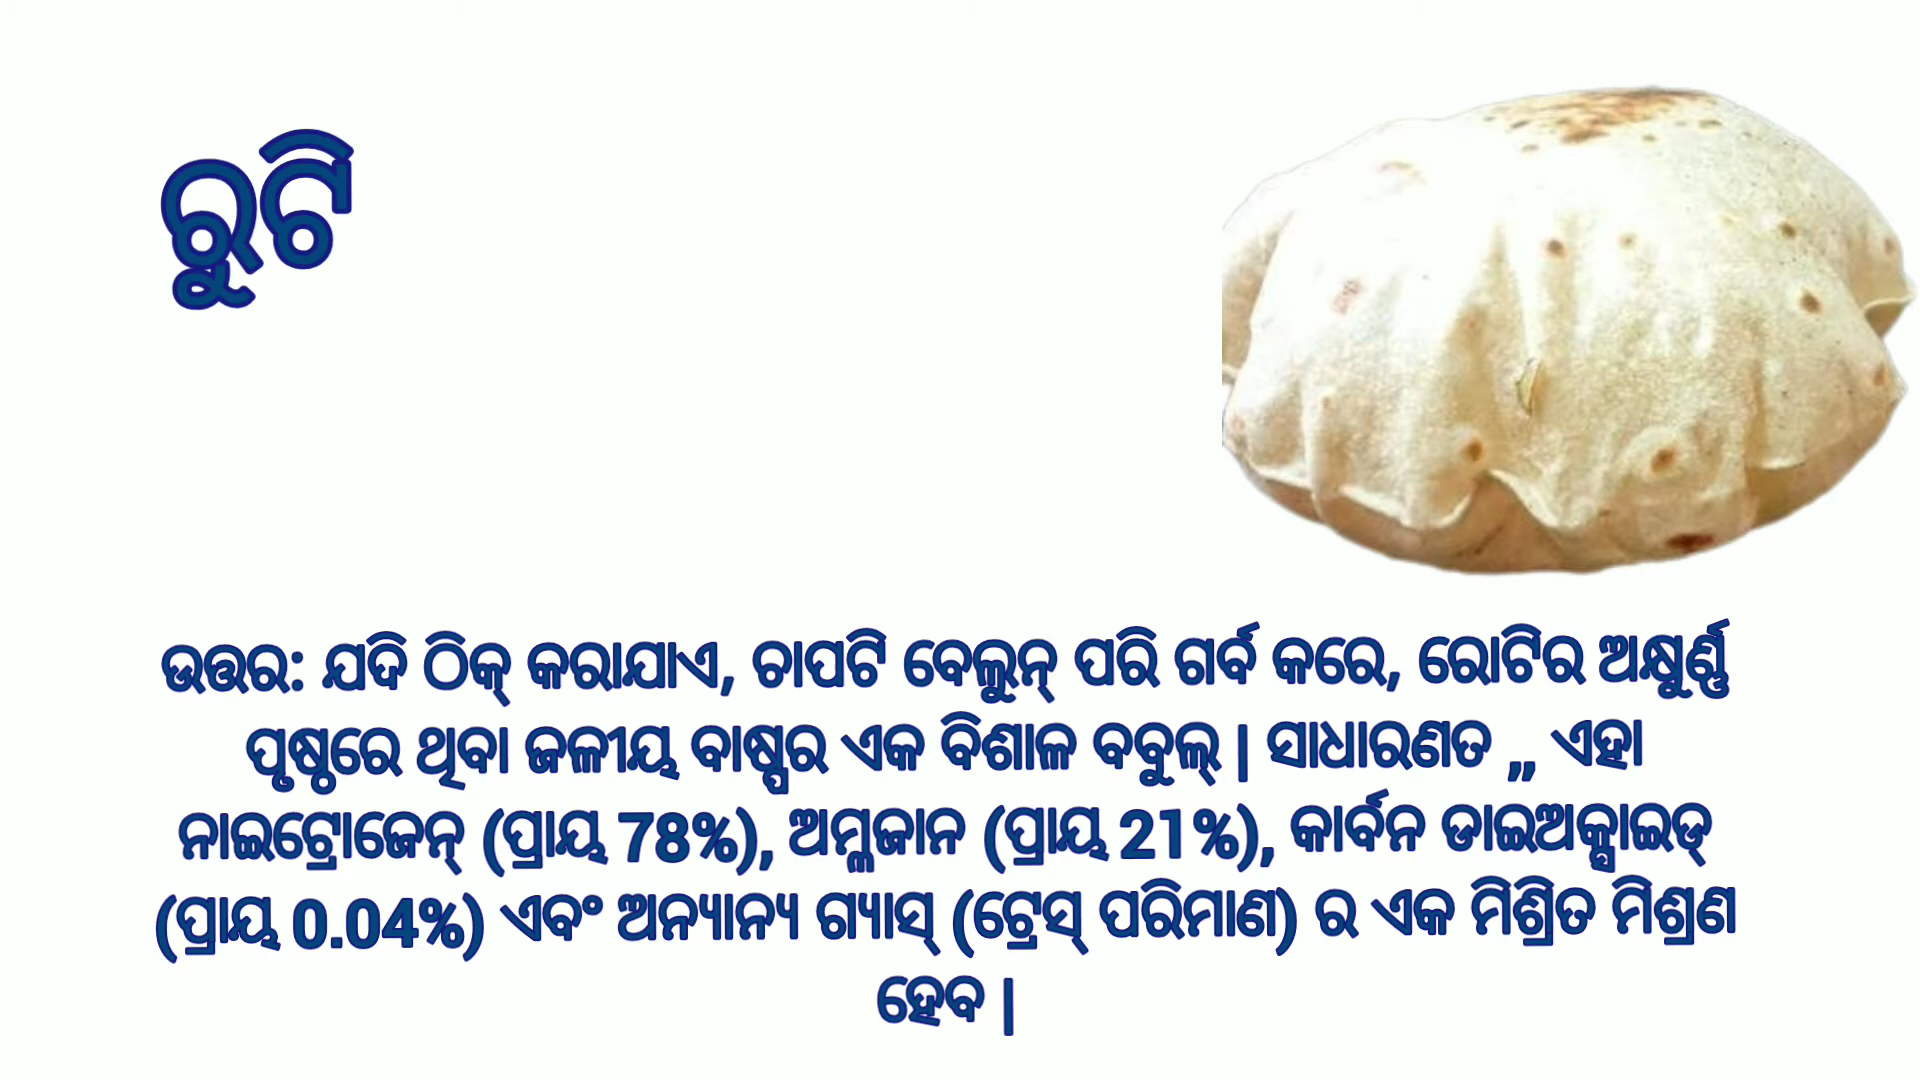 ରୁଟି
ଉତ୍ତର: ଯଦି ଠିକ୍ କରାଯାଏ, ଚାପଟି ବେଲୁନ୍ ପରି ଗର୍ବ କରେ, ରୋଟିର ଅକ୍ଷୁର୍ଣ୍ଣ
ପୃଷ୍ଠରେ ଥିବା ଜଳୀୟ ବାଷ୍ପର ଏକ ବିଶାଳ ବବୁଲ୍ | ସାଧାରଣତ ,, ଏହା
ନାଇଟ୍ରୋଜେନ୍ (ପ୍ରାୟ 78%), ଅମ୍ଳଜାନ (ପ୍ରାୟ 21%), କାର୍ବନ ଡାଇଅକ୍ସାଇଡ୍
(ପ୍ରାୟ 0.04%) ଏବଂ ଅନ୍ୟାନ୍ୟ ଗ୍ୟାସ୍ (ଟ୍ରେସ୍ ପରିମାଣ) ର ଏକ ମିଶ୍ରିତ ମିଶ୍ରଣ
ହେବ |